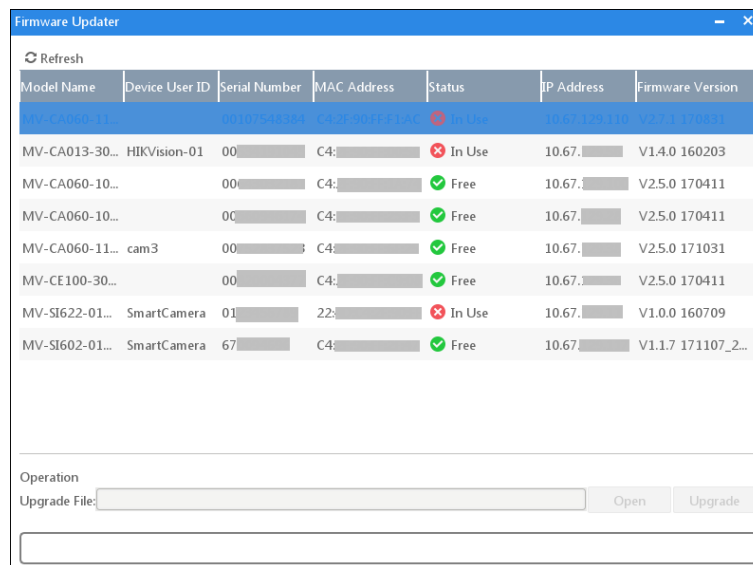 Firmware Updater
Refresh
Model Name Device User ID Serial Number MAC Address Status IP Address Firmware Version
MV-CA060-11... 00107548384 C4:2F:90:FF:F1:AC In Use 10.67.129.110 V2.7.1 170831
MV-CA013-30... HIKVision-01 00 C4: In Use 10.67. V1.4.0 160203
MV-CA060-10... 00 C4: Free 10.67. V2.5.0 170411
MV-CA060-10... 00 C4: Free 10.67. V2.5.0 170411
MV-CA060-11... cam3 00 C4: Free 10.67. V2.5.0 171031
MV-CE100-30... 00 C4: Free 10.67. V2.5.0 170411
MV-SI622-01... SmartCamera 01 22: In Use 10.67. V1.0.0 160709
MV-SI602-01... SmartCamera 67 C4: Free 10.67. V1.1.7 171107_2...
Operation
Upgrade File: Open Upgrade